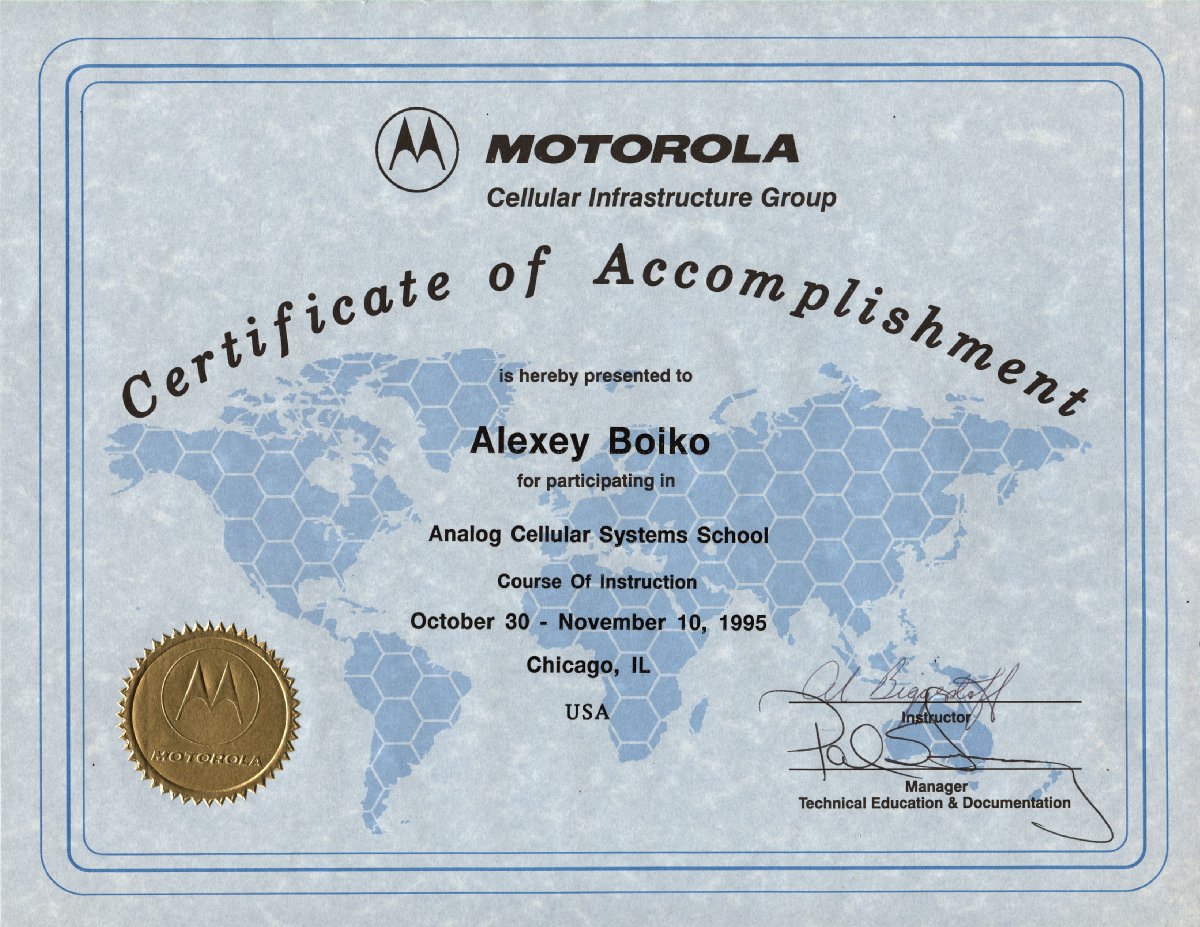 MOTOROLA
Cellular Infrastructure Group
Certificate of Accomplishment
is hereby presented to
Alexey Boiko
for participating in
Analog Cellular Systems School
Course Of Instruction
October 30 - November 10, 1995
Chicago, IL
USA
MOTOROLA
Instructor
Manager
Technical Education & Documentation